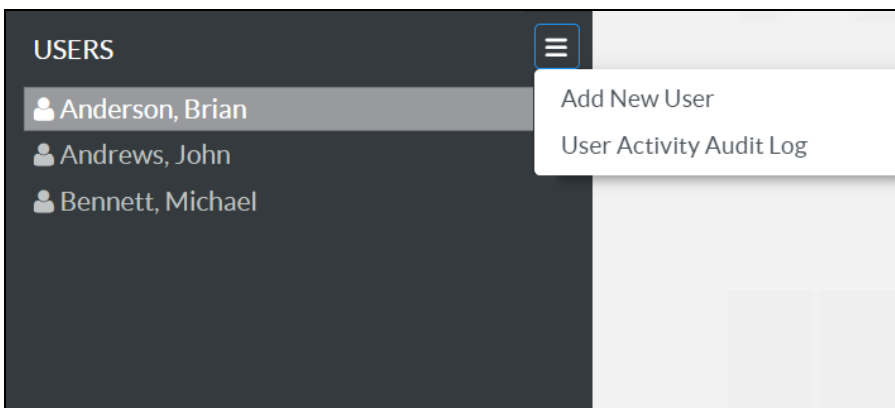 USERS
Anderson, Brian
Andrews, John
Bennett, Michael
Add New User
User Activity Audit Log